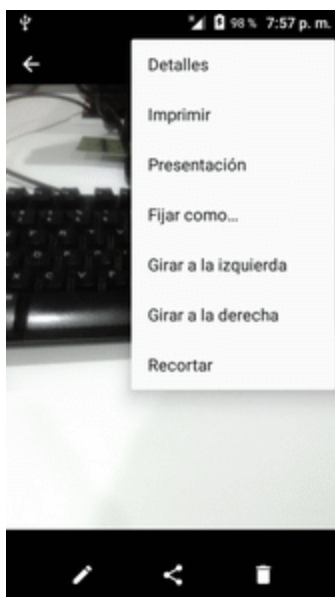 98 % 7:57 p. m.
Detalles
Imprimir
Presentación
Fijar como...
Girar a la izquierda
Girar a la derecha
Recortar